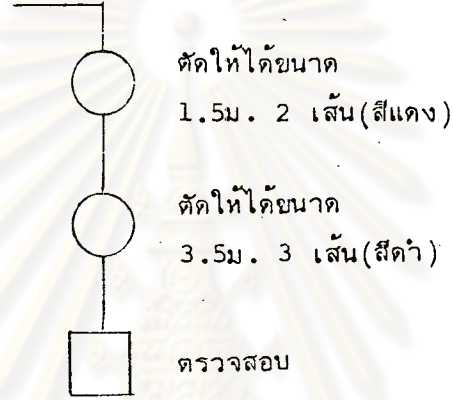 ตัดให้ได้ขนาด
1.5ม. 2 เส้น(สีแดง)
ตัดให้ได้ขนาด
3.5ม. 3 เส้น(สีดำ)
ตรวจสอบ